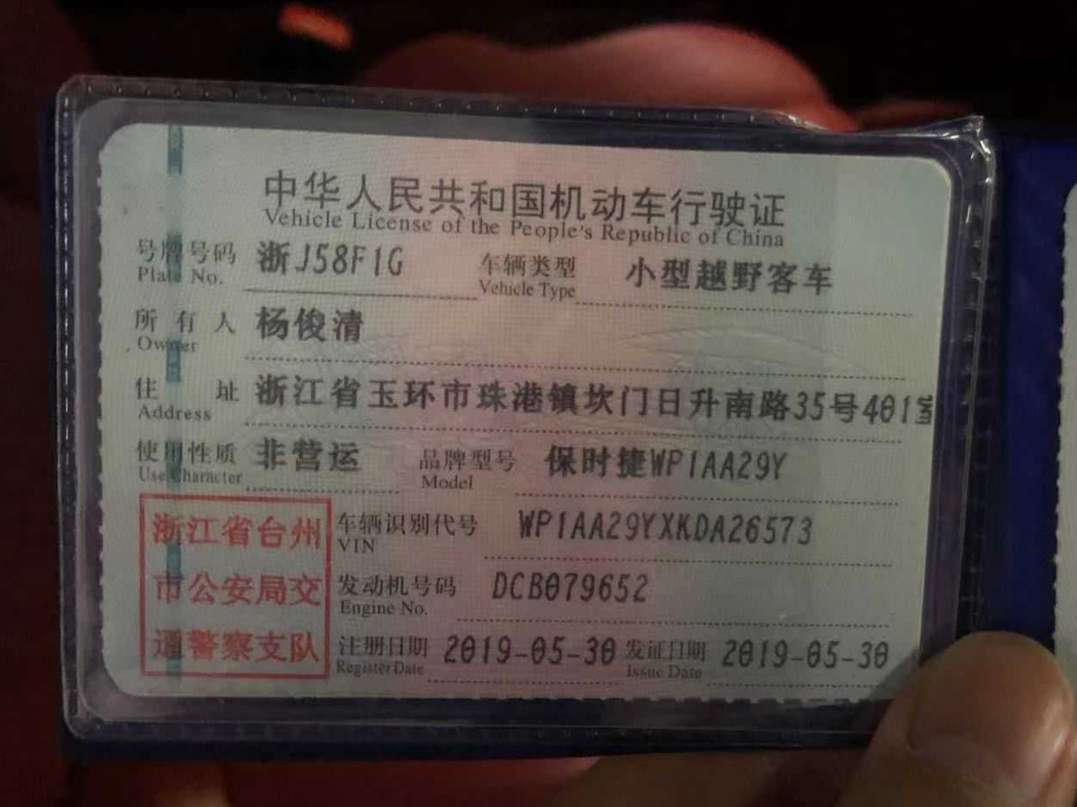 中华人民共和国机动车行驶证
Vehicle License of the People's Republic of China
号牌号码 浙J58F1G 车辆类型 小型越野客车
Plate No. Vehicle Type
所有人 杨俊清
Owner
住址 浙江省玉环市珠港镇坎门日升南路35号401室
Address
使用性质 非营运 品牌型号 保时捷WP1AA29Y
Use Character Model
浙江省台州 车辆识别代号 WP1AA29YXKDA26573
VIN
市公安局交 发动机号码 DCB079652
Engine No.
通警察支队 注册日期 2019-05-30 发证日期 2019-05-30
Register Date Issue Date